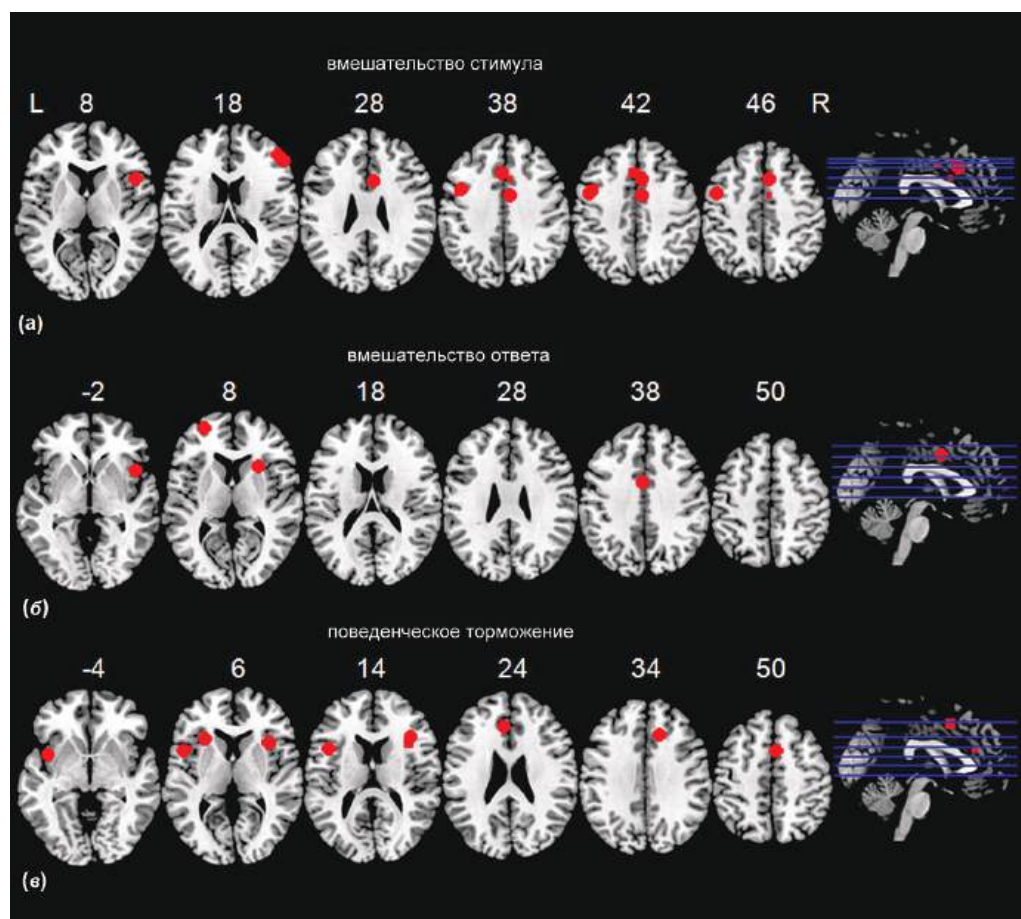 вмешательство стимула
L 8 18 28 38 42 46 R
(а)
вмешательство ответа
-2 8 18 28 38 50
(б)
поведенческое торможение
-4 6 14 24 34 50
(в)